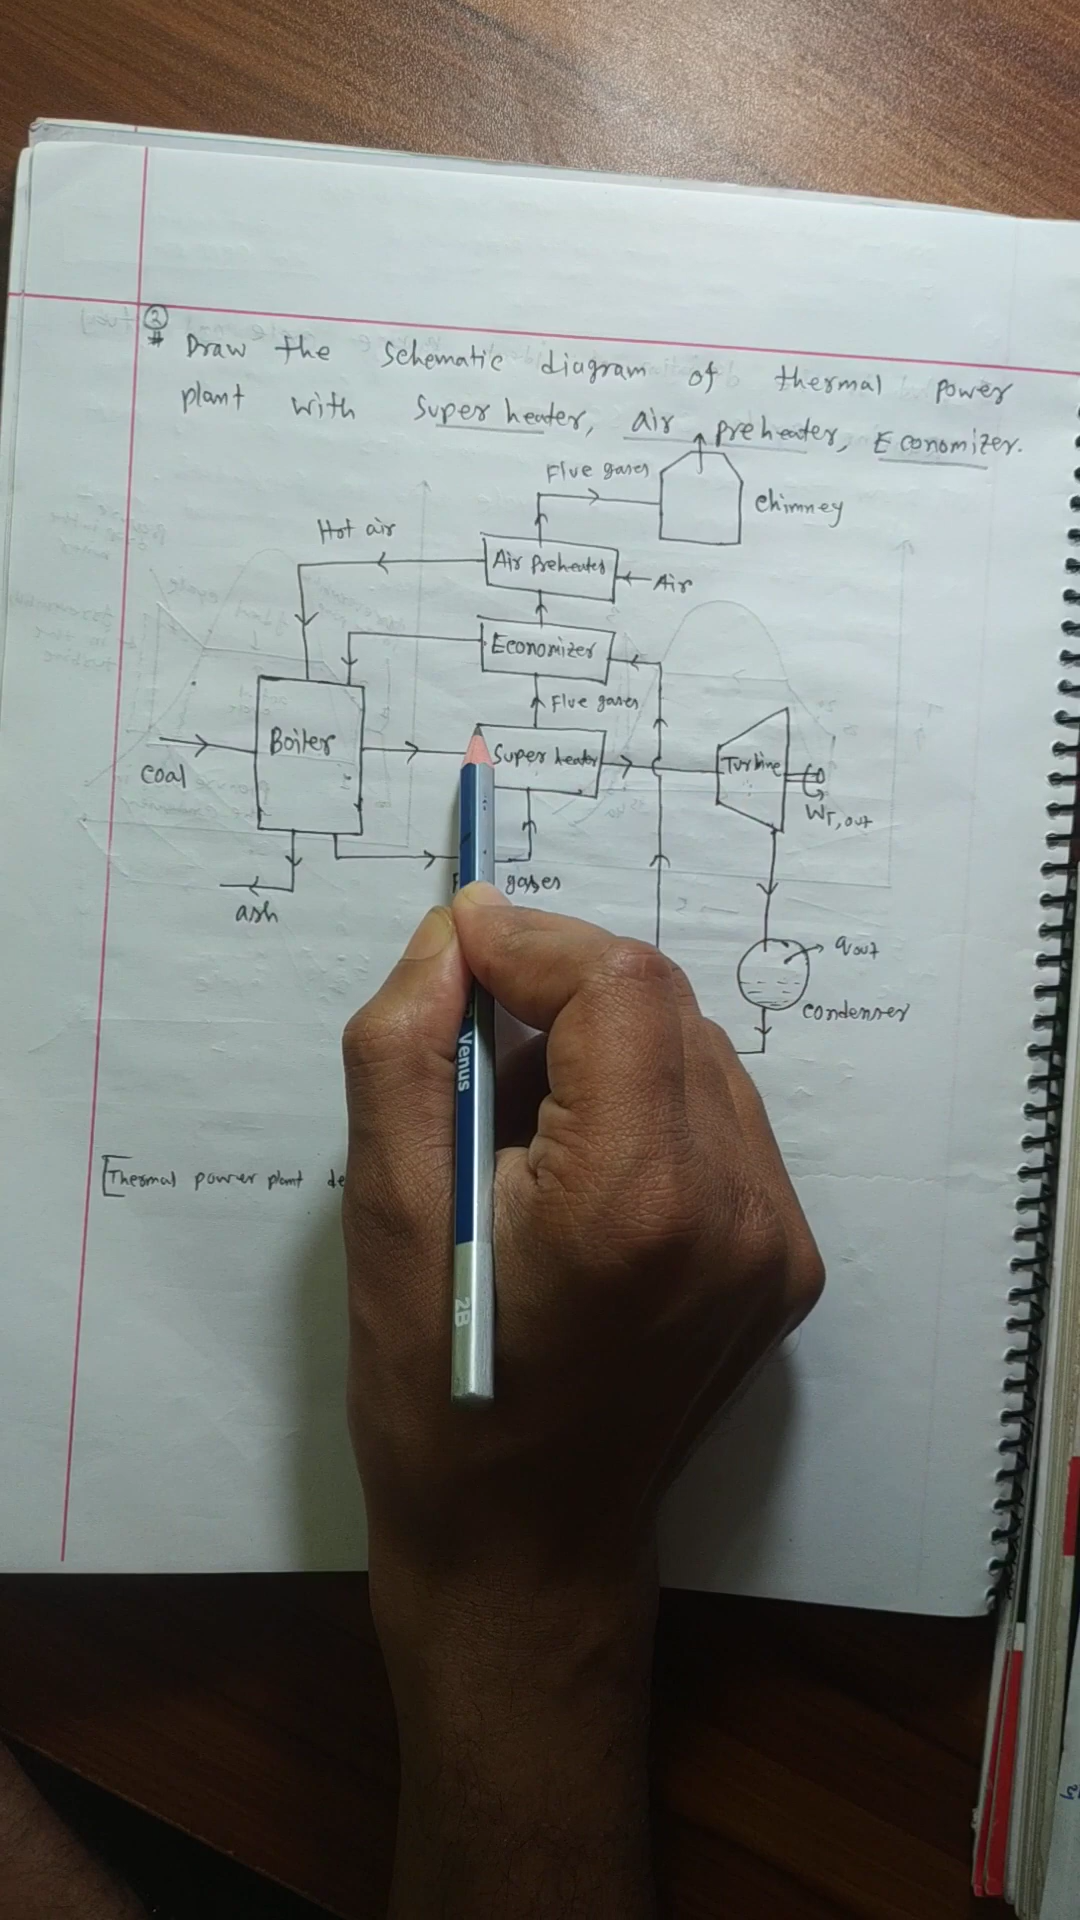 ②
# Draw the schematic diagram of thermal power
plant with Super heater, air preheater, Economizer.
Flue gases
chimney
Hot air
Air Preheater
Air
Economizer
Flue gases
Boiler
Super heater
Turbine
coal
WT, out
gases
ash
qout
condenser
Venus
[Thermal power plant de
2B